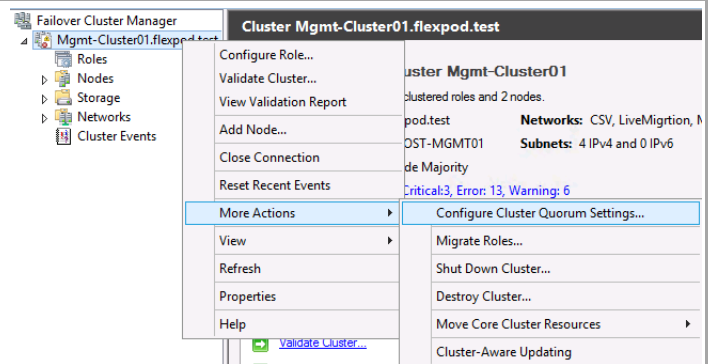 Failover Cluster Manager
Mgmt-Cluster01.flexpod.test
Roles
Nodes
Storage
Networks
Cluster Events
Cluster Mgmt-Cluster01.flexpod.test
Configure Role...
Validate Cluster...
View Validation Report
Add Node...
Close Connection
Reset Recent Events
More Actions
View
Refresh
Properties
Help
uster Mgmt-Cluster01
clustered roles and 2 nodes.
pod.test Networks: CSV, LiveMigrtion, M
OST-MGMT01 Subnets: 4 IPv4 and 0 IPv6
de Majority
Critical:3, Error: 13, Warning: 6
Configure Cluster Quorum Settings...
Migrate Roles...
Shut Down Cluster...
Destroy Cluster...
Move Core Cluster Resources
Cluster-Aware Updating
Validate Cluster...